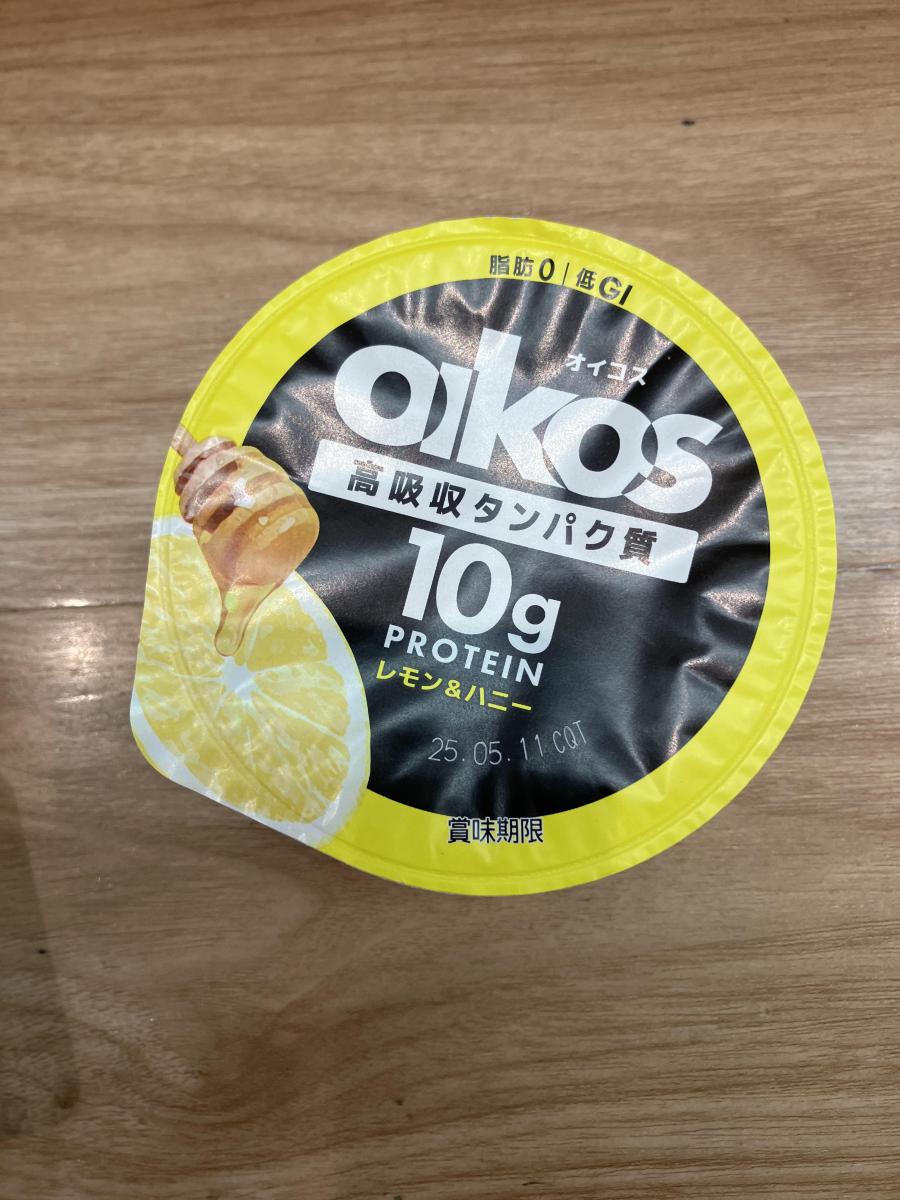 脂肪0|低GI
オイコス
oikos
高吸収タンパク質
10g
PROTEIN
レモン&ハニー
25.05.11 CQT
賞味期限